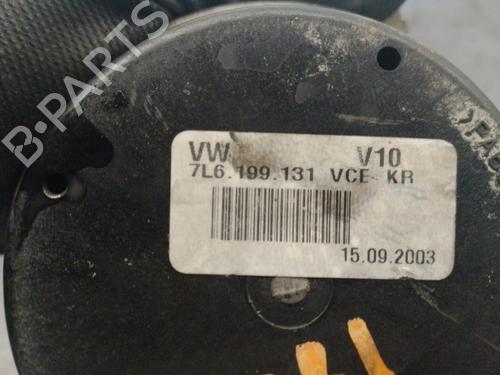 B-PARTS
VW V10
7L6.199.131 VCE KR
15.09.2003